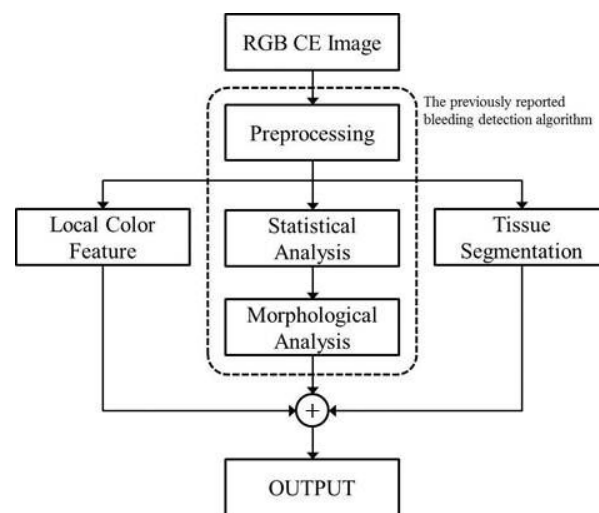 RGB CE Image
The previously reported
bleeding detection algorithm
Preprocessing
Local Color
Feature
Statistical
Analysis
Tissue
Segmentation
Morphological
Analysis
+
OUTPUT